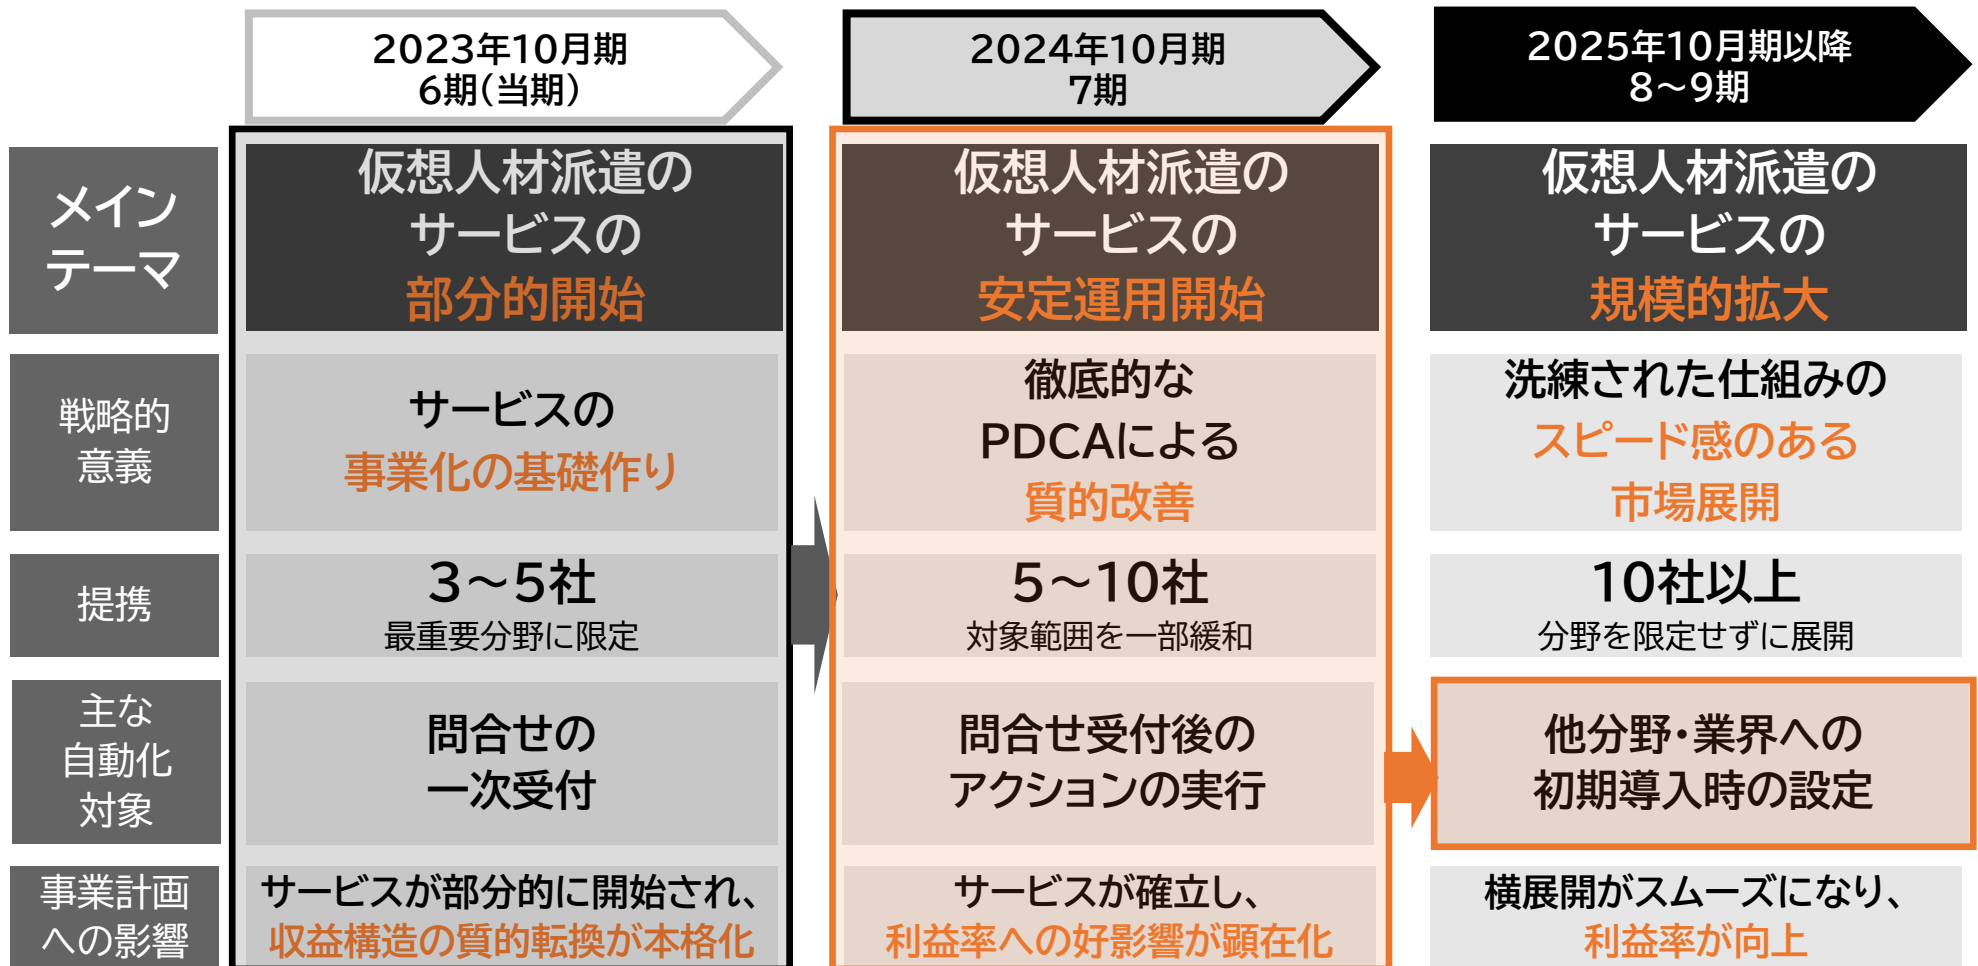 2023年10月期
6期(当期)
2024年10月期
7期
2025年10月期以降
8～9期
メイン
テーマ
仮想人材派遣の
サービスの
部分的開始
仮想人材派遣の
サービスの
安定運用開始
仮想人材派遣の
サービスの
規模的拡大
戦略的
意義
サービスの
事業化の基礎作り
徹底的な
PDCAによる
質的改善
洗練された仕組みの
スピード感のある
市場展開
提携
3～5社
最重要分野に限定
5～10社
対象範囲を一部緩和
10社以上
分野を限定せずに展開
主な
自動化
対象
問合せの
一次受付
問合せ受付後の
アクションの実行
他分野・業界への
初期導入時の設定
事業計画
への影響
サービスが部分的に開始され、
収益構造の質的転換が本格化
サービスが確立し、
利益率への好影響が顕在化
横展開がスムーズになり、
利益率が向上